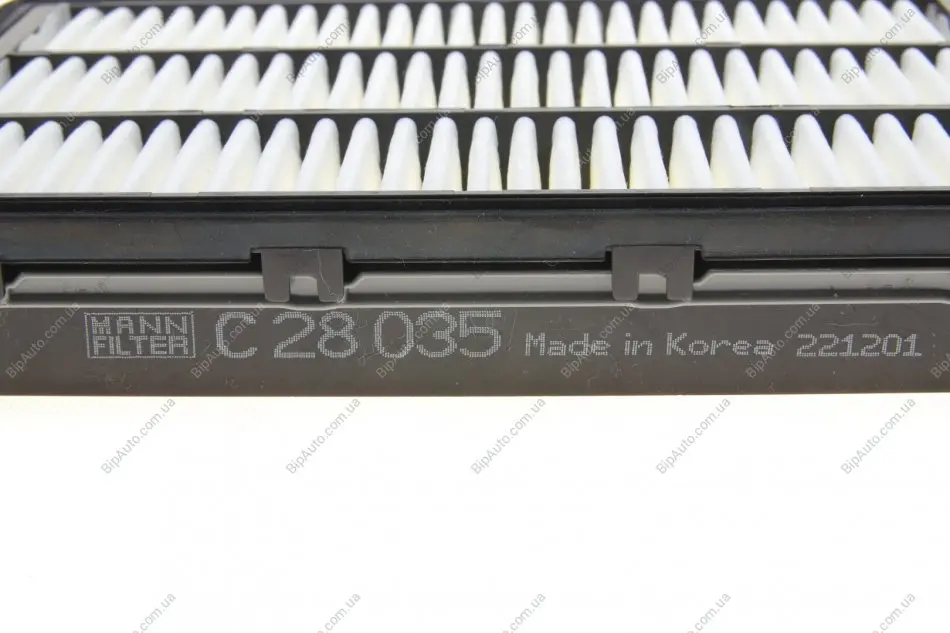 MANN
FILTER
C 28 035 Made in Korea 221201
BipAuto.com.ua